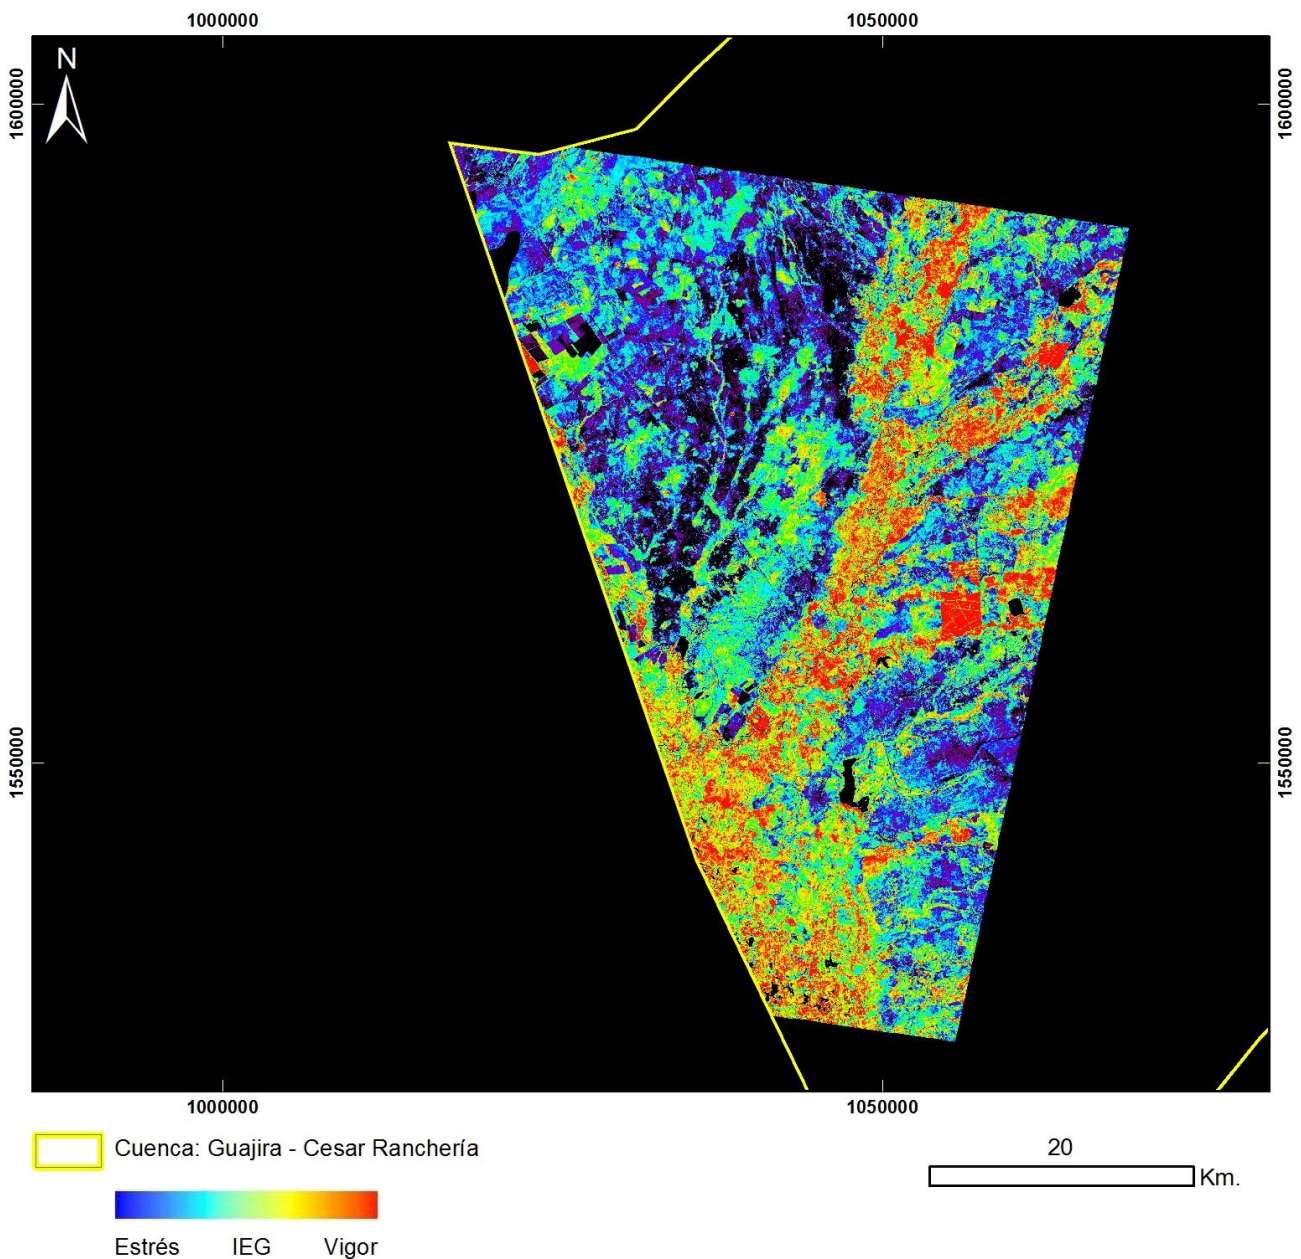 1000000 1050000
N
1600000 1600000
1550000 1550000
1000000 1050000
Cuenca: Guajira - Cesar Ranchería
20
Km.
Estrés IEG Vigor